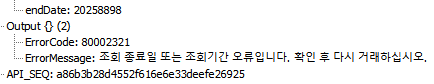 endDate: 20258898
Output {} (2)
ErrorCode: 80002321
ErrorMessage: 조회 종료일 또는 조회기간 오류입니다. 확인 후 다시 거래하십시오.
API_SEQ: a86b3b28d4552f616e6e33deefe26925